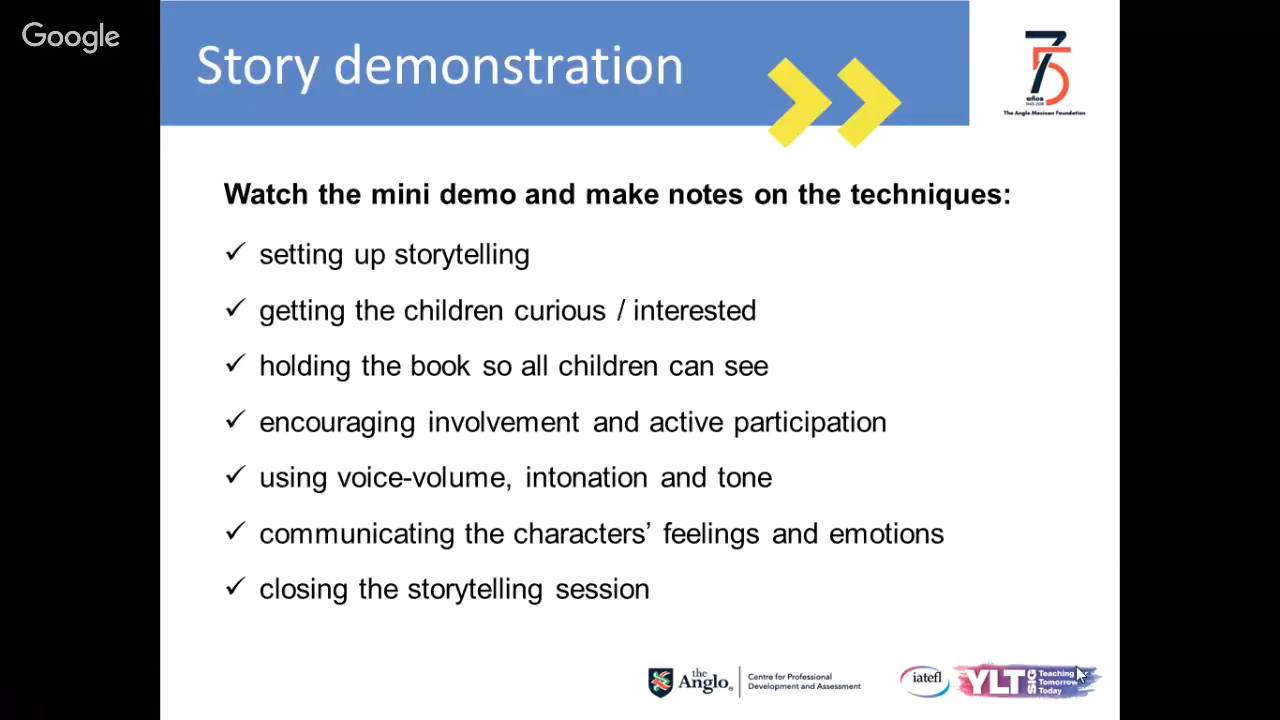 Google
Story demonstration
75
años
The Anglo Mexican Foundation
Watch the mini demo and make notes on the techniques:
✓ setting up storytelling
✓ getting the children curious / interested
✓ holding the book so all children can see
✓ encouraging involvement and active participation
✓ using voice-volume, intonation and tone
✓ communicating the characters’ feelings and emotions
✓ closing the storytelling session
the
Anglo
Centre for Professional
Development and Assessment
iatefl
YLT SIG
Teaching
Tomorrow
Today